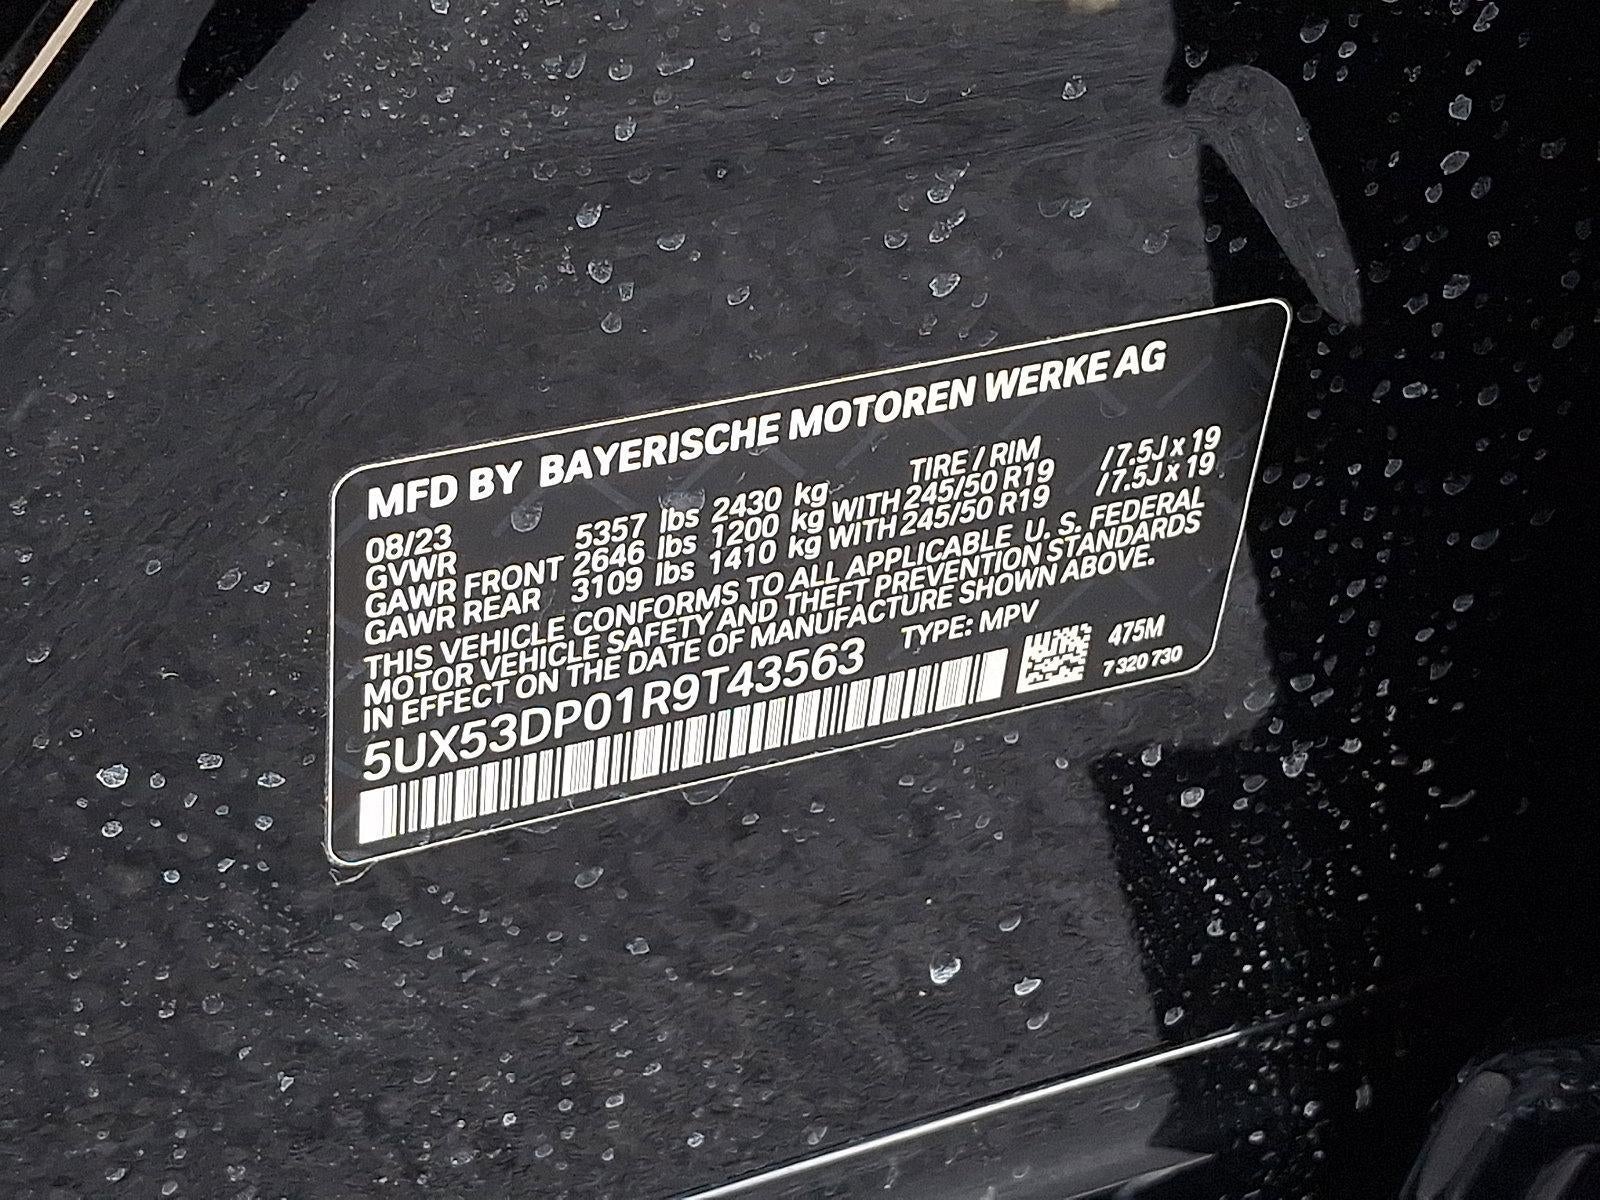 MFD BY BAYERISCHE MOTOREN WERKE AG
08/23 TIRE / RIM
GVWR 5357 lbs 2430 kg
GAWR FRONT 2646 lbs 1200 kg WITH 245/50 R19 / 7.5J x 19
GAWR REAR 3109 lbs 1410 kg WITH 245/50 R19 / 7.5J x 19
THIS VEHICLE CONFORMS TO ALL APPLICABLE U. S. FEDERAL
MOTOR VEHICLE SAFETY AND THEFT PREVENTION STANDARDS
IN EFFECT ON THE DATE OF MANUFACTURE SHOWN ABOVE.
5UX53DP01R9T43563 TYPE: MPV
475M
7 320 730